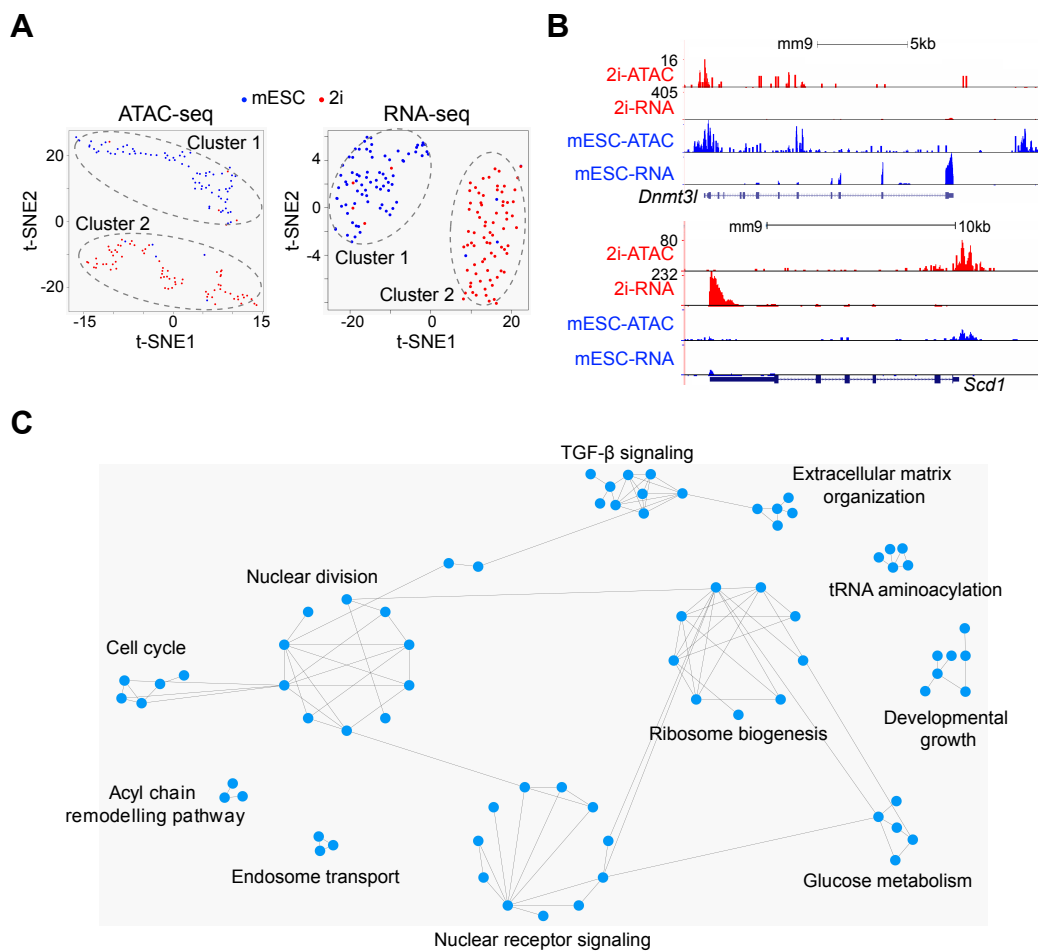 A
mESC 2i
ATAC-seq
RNA-seq
Cluster 1
Cluster 2
20
0
-20
t-SNE2
-15 0 15
t-SNE1
4
0
-4
t-SNE2
Cluster 1
Cluster 2
-20 -10 0 10 20
t-SNE1
B
mm9 5kb
16
2i-ATAC
405
2i-RNA
mESC-ATAC
mESC-RNA
Dnmt3l
mm9 10kb
80
2i-ATAC
232
2i-RNA
mESC-ATAC
mESC-RNA
Scd1
C
TGF-β signaling
Extracellular matrix
organization
tRNA aminoacylation
Nuclear division
Cell cycle
Ribosome biogenesis
Developmental
growth
Acyl chain
remodelling pathway
Endosome transport
Glucose metabolism
Nuclear receptor signaling